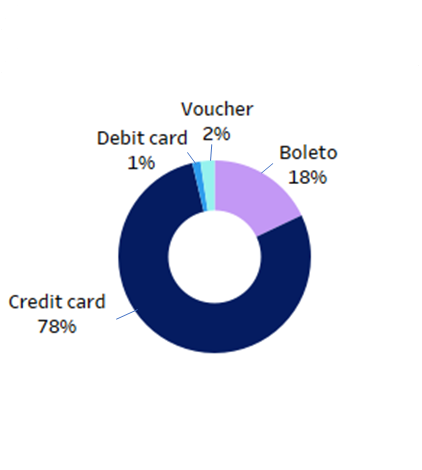 Voucher
2%
Debit card
1%
Boleto
18%
Credit card
78%